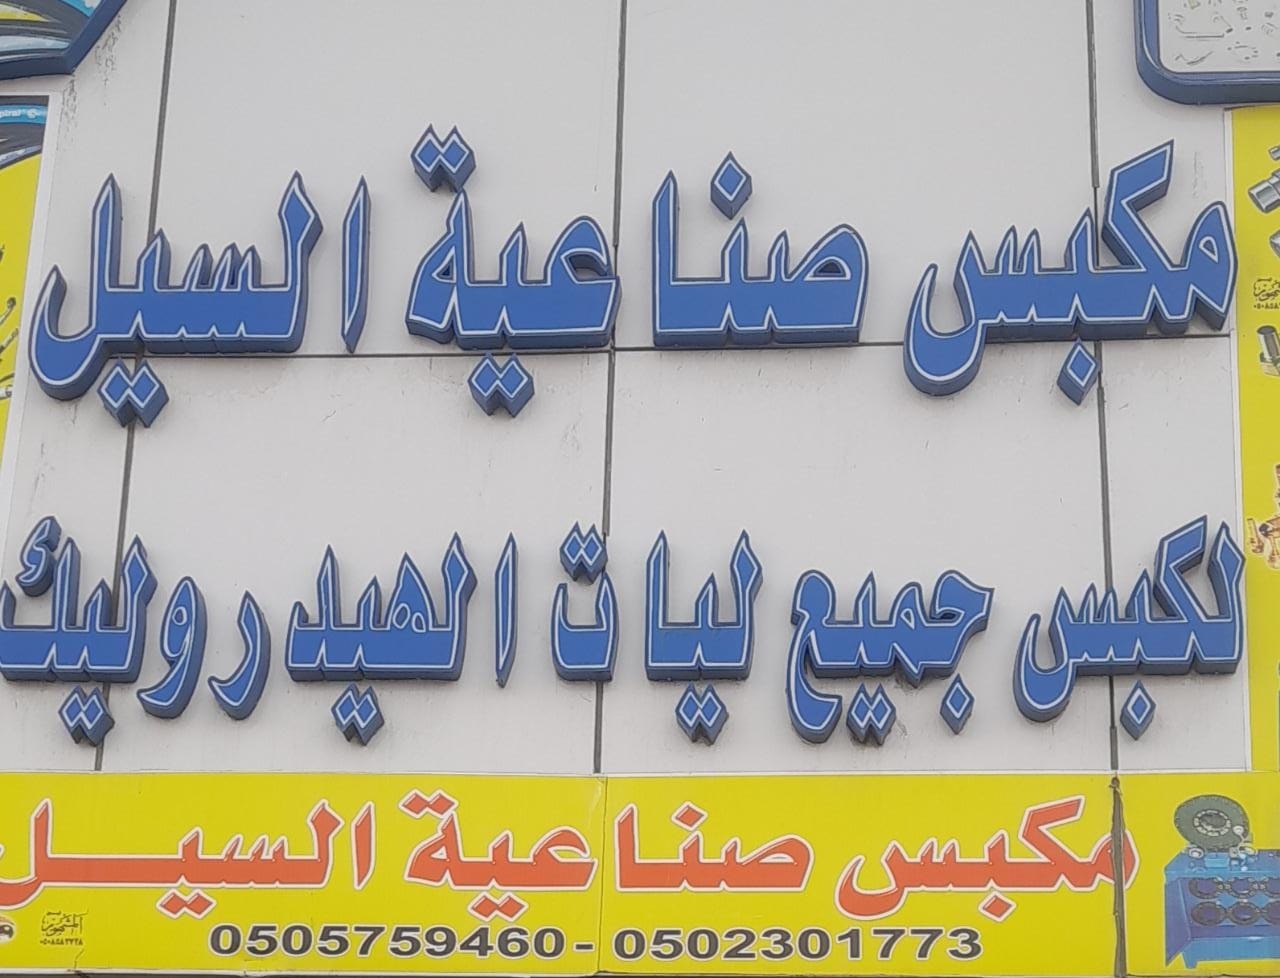 مكبس صناعية السيل
لكبس جميع ليات الهيدروليك
مكبس صناعية السيل
0505759460 - 0502301773